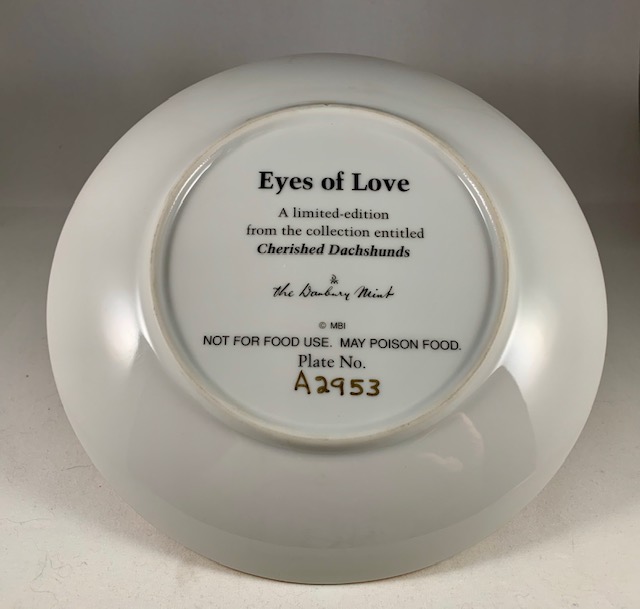 Eyes of Love
A limited-edition
from the collection entitled
Cherished Dachshunds
the Danbury Mint
© MBI
NOT FOR FOOD USE. MAY POISON FOOD.
Plate No.
A2953